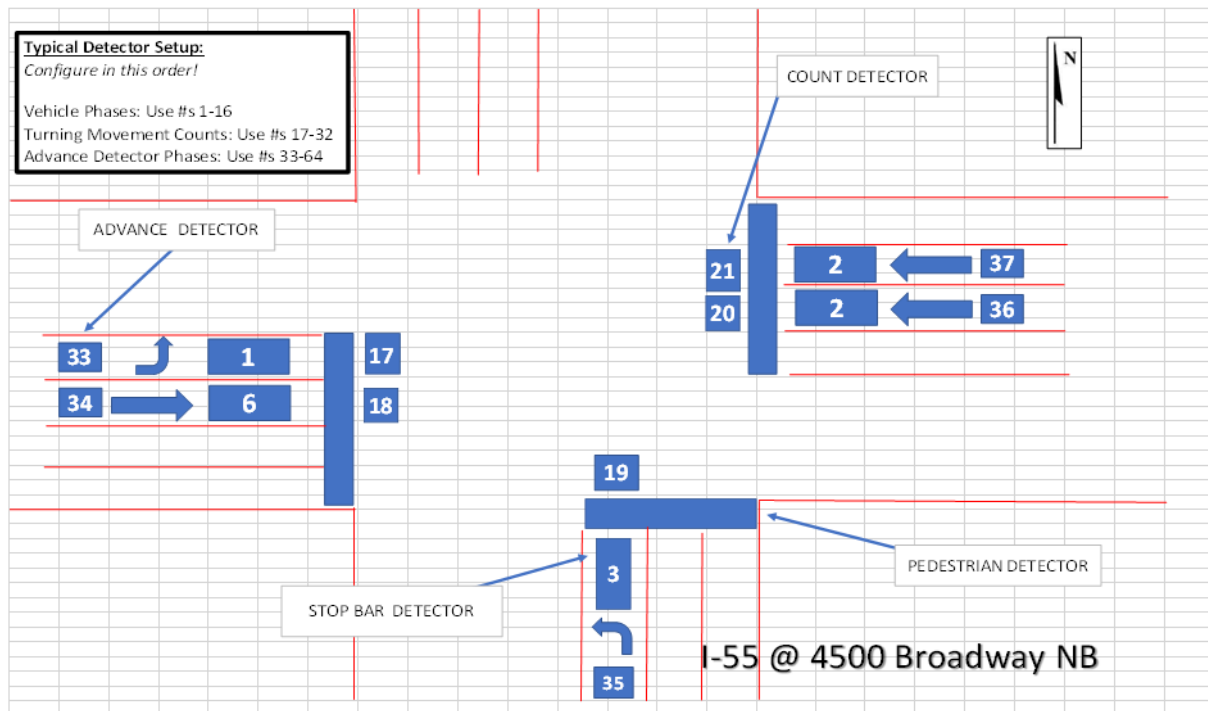 Typical Detector Setup:
Configure in this order!
Vehicle Phases: Use #s 1-16
Turning Movement Counts: Use #s 17-32
Advance Detector Phases: Use #s 33-64
COUNT DETECTOR
N
ADVANCE DETECTOR
21
2
37
20
2
36
33
1
17
34
6
18
19
3
PEDESTRIAN DETECTOR
STOP BAR DETECTOR
I-55 @ 4500 Broadway NB
35